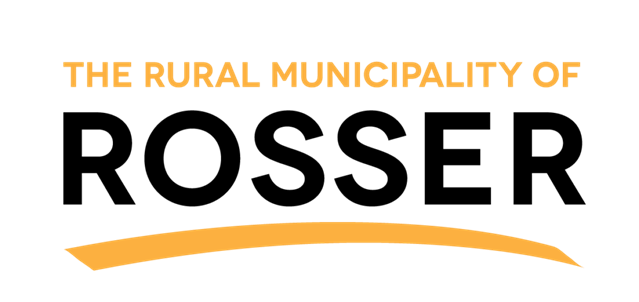 THE RURAL MUNICIPALITY OF
ROSSER